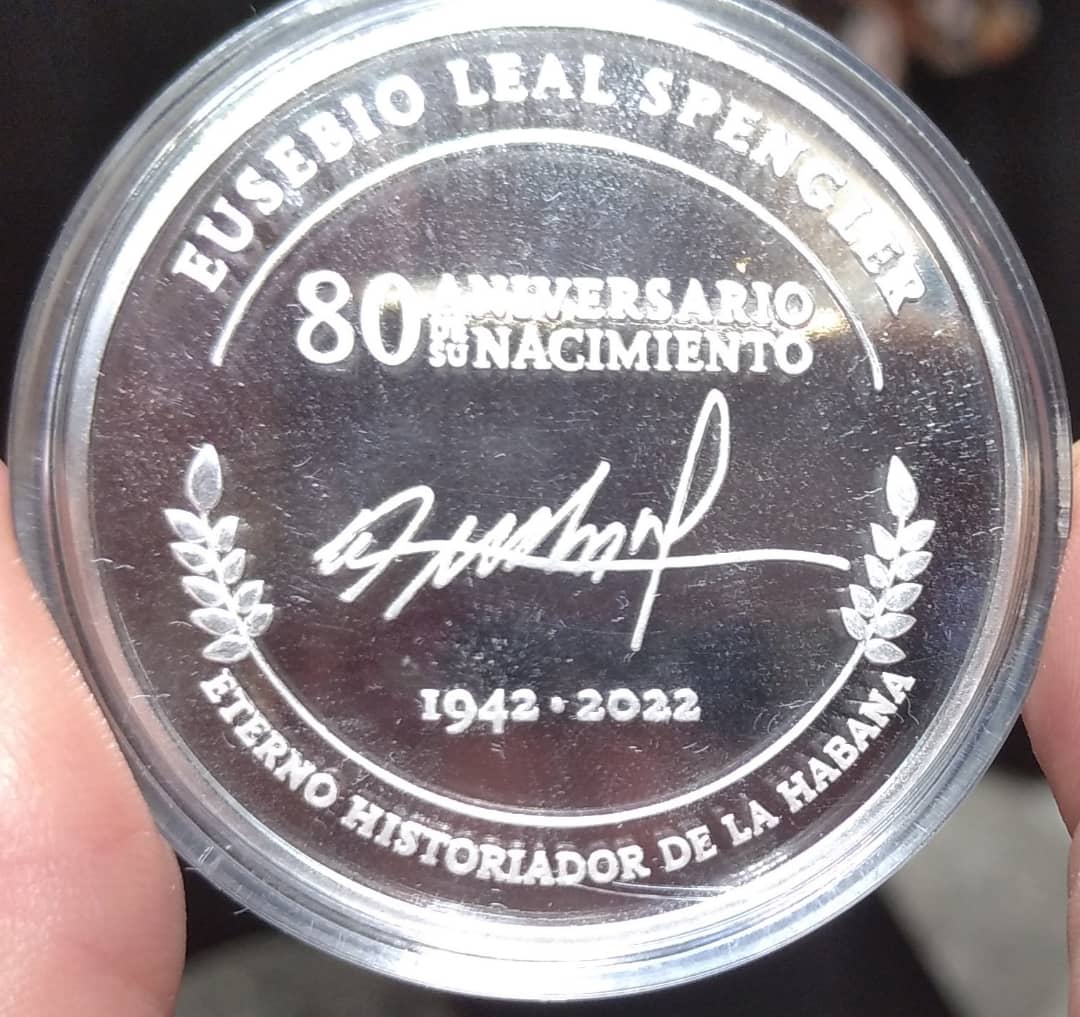 EUSEBIO LEAL SPENGLER
80 ANIVERSARIO
DE SU NACIMIENTO
1942 • 2022
ETERNO HISTORIADOR DE LA HABANA